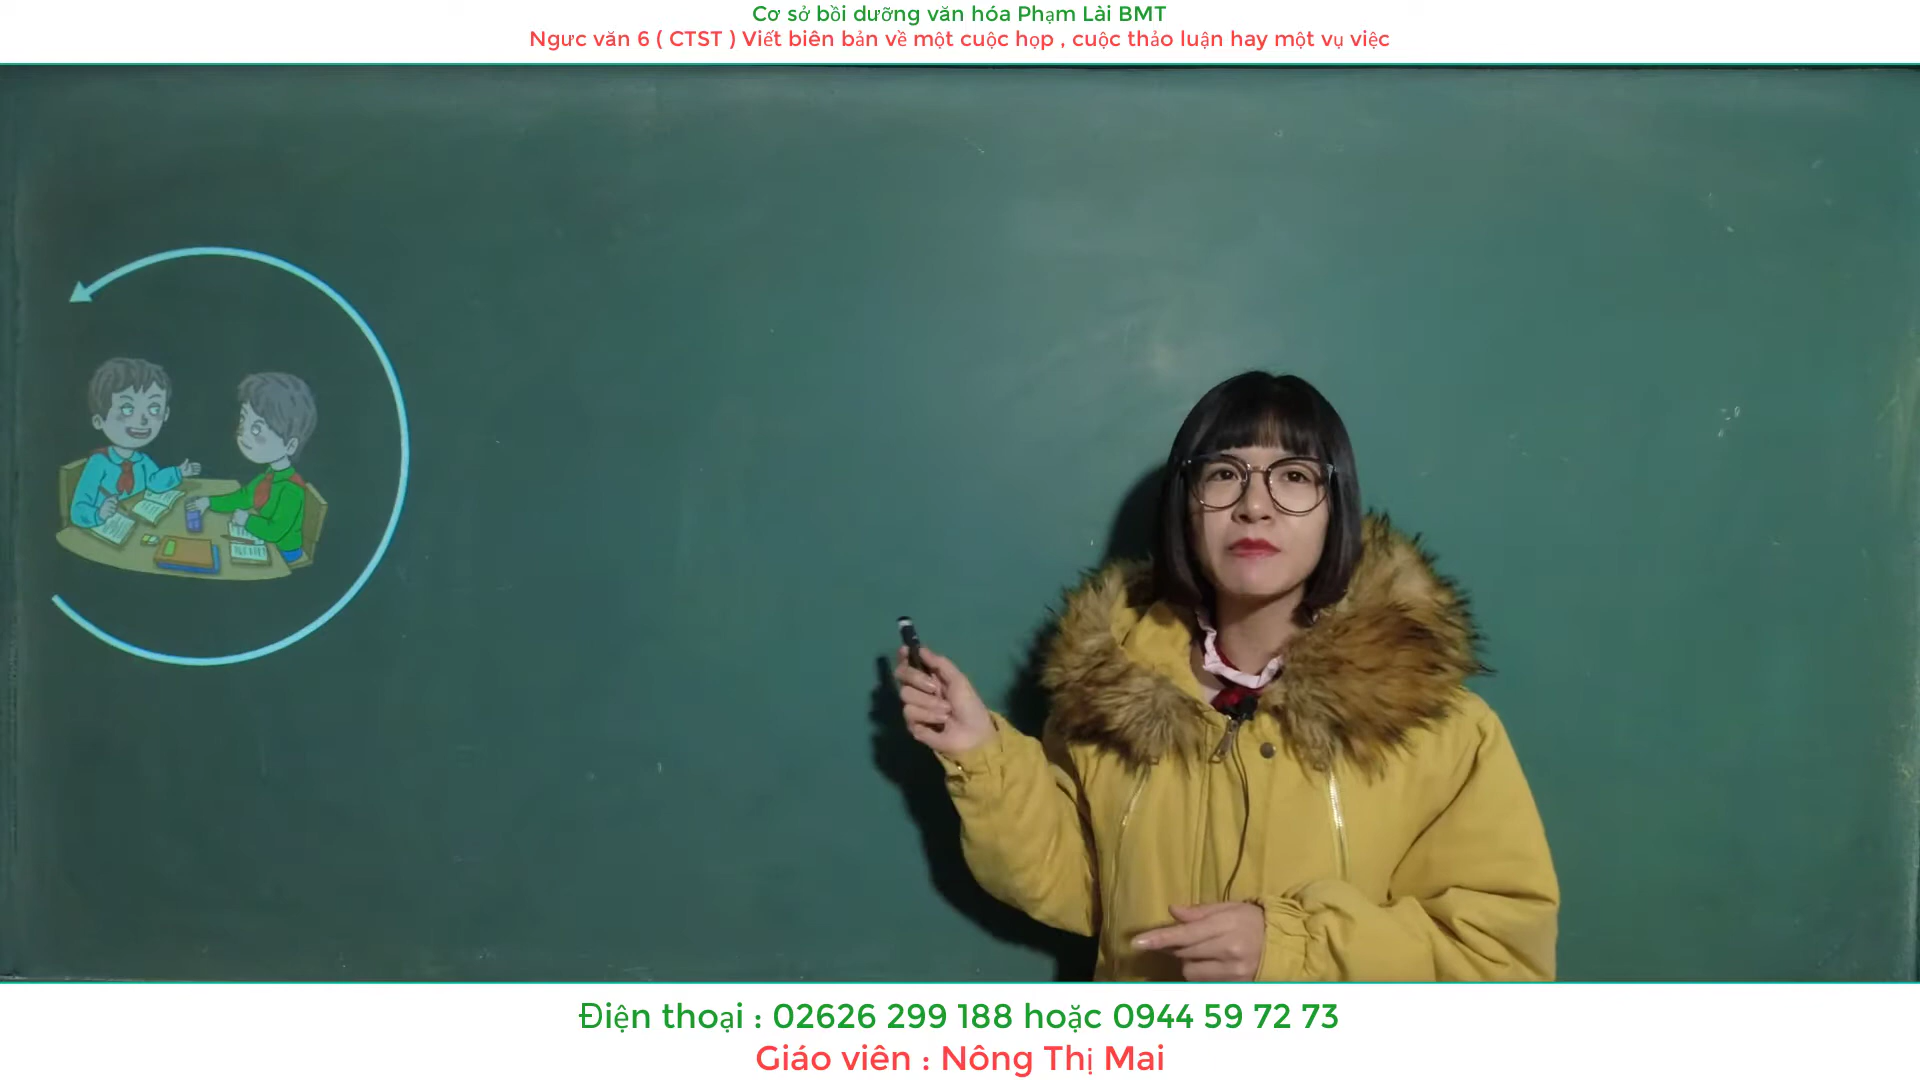 Cơ sở bồi dưỡng văn hóa Phạm Lài BMT
Ngưc văn 6 ( CTST ) Viết biên bản về một cuộc họp , cuộc thảo luận hay một vụ việc
Điện thoại : 02626 299 188 hoặc 0944 59 72 73
Giáo viên : Nông Thị Mai